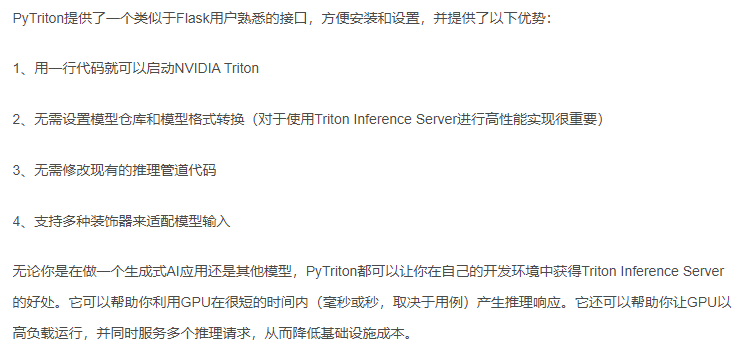 PyTriton提供了一个类似于Flask用户熟悉的接口，方便安装和设置，并提供了以下优势：
1、用一行代码就可以启动NVIDIA Triton
2、无需设置模型仓库和模型格式转换（对于使用Triton Inference Server进行高性能实现很重要）
3、无需修改现有的推理管道代码
4、支持多种装饰器来适配模型输入
无论你是在做一个生成式AI应用还是其他模型，PyTriton都可以让你在自己的开发环境中获得Triton Inference Server
的好处。它可以帮助你利用GPU在很短的时间内（毫秒或秒，取决于用例）产生推理响应。它还可以帮助你让GPU以
高负载运行，并同时服务多个推理请求，从而降低基础设施成本。